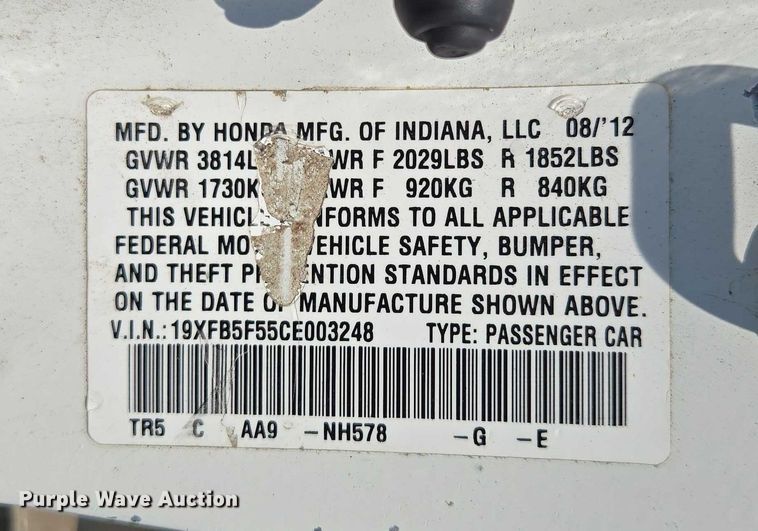 MFD. BY HONDA MFG. OF INDIANA, LLC 08/'12
GVWR 3814L WR F 2029LBS R 1852LBS
GVWR 1730K WR F 920KG R 840KG
THIS VEHICL NFORMS TO ALL APPLICABLE
FEDERAL MO VEHICLE SAFETY, BUMPER,
AND THEFT P ENTION STANDARDS IN EFFECT
ON THE DATE OF MANUFACTURE SHOWN ABOVE.
V.I.N.:19XFB5F55CE003248 TYPE: PASSENGER CAR
TR5 C AA9 -NH578 -G -E
Purple Wave Auction